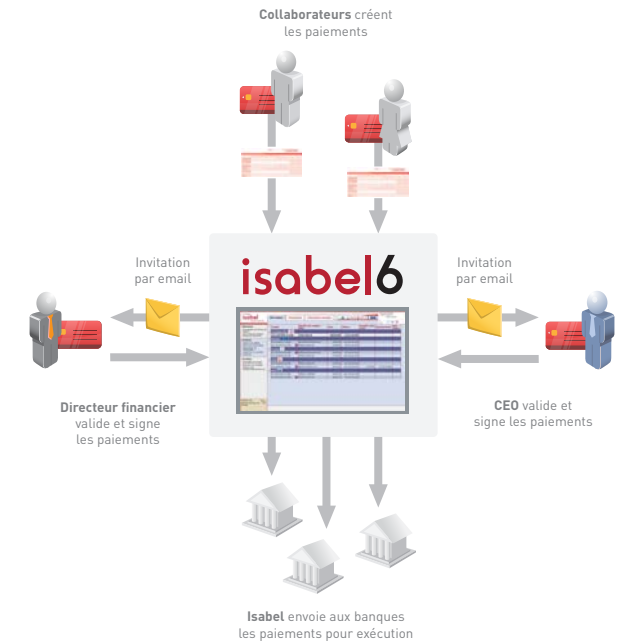 Collaborateurs créent
les paiements
isabel6
Invitation
par email
Invitation
par email
Directeur financier
valide et signe
les paiements
CEO valide et
signe les paiements
Isabel envoie aux banques
les paiements pour exécution